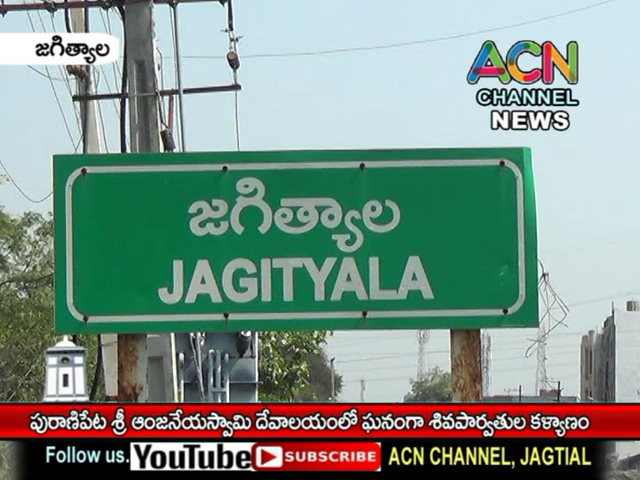 జగిత్యాల
ACN
CHANNEL
NEWS
జగిత్యాల
JAGITYALA
పురాణిపేట శ్రీ ఆంజనేయస్వామి దేవాలయంలో ఘనంగా శివపార్వతుల కళ్యాణం
Follow us. YouTube SUBSCRIBE ACN CHANNEL, JAGTIAL